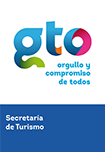 gto
orgullo y
compromiso
de todos
Secretaría
de Turismo